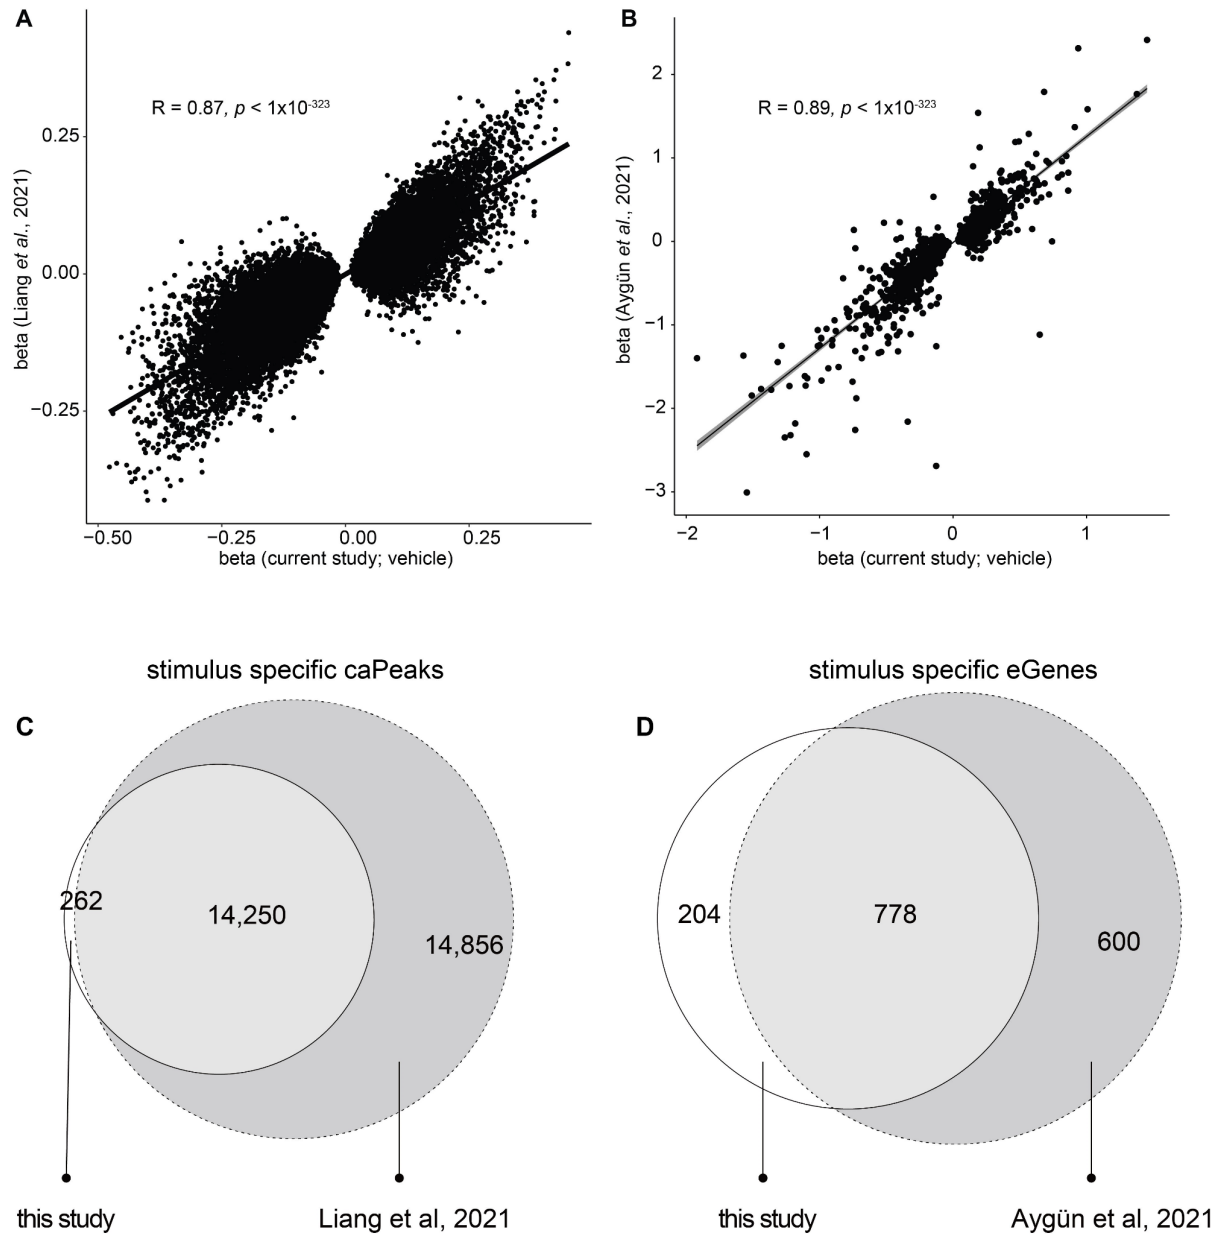 A
R = 0.87, p < 1x10-323
0.25
0.00
−0.25
beta (Liang et al., 2021)
−0.50
−0.25
0.00
0.25
beta (current study; vehicle)
B
R = 0.89, p < 1x10-323
2
1
0
−1
−2
−3
beta (Aygün et al., 2021)
−2
−1
0
1
beta (current study; vehicle)
stimulus specific caPeaks
C
262
14,250
14,856
this study
Liang et al, 2021
stimulus specific eGenes
D
204
778
600
this study
Aygün et al, 2021